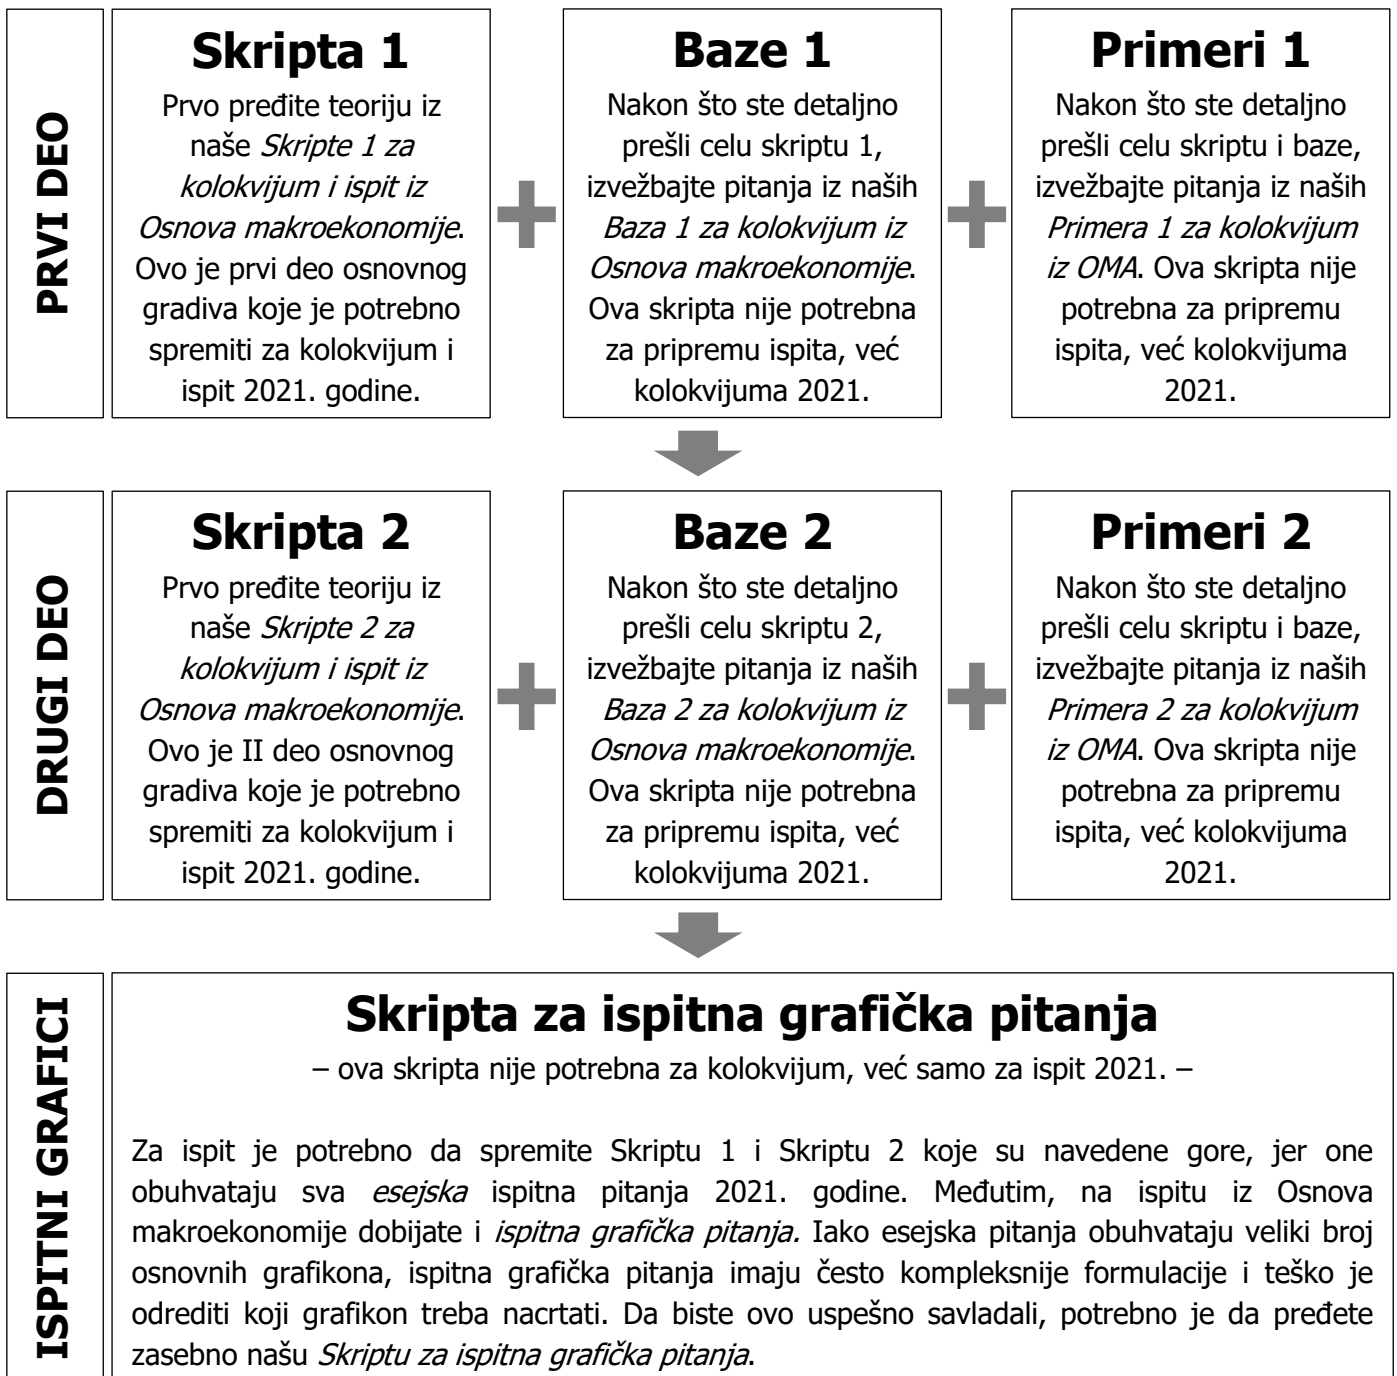 PRVI DEO
Skripta 1
Prvo pređite teoriju iz
naše Skripte 1 za
kolokvijum i ispit iz
Osnova makroekonomije.
Ovo je prvi deo osnovnog
gradiva koje je potrebno
spremiti za kolokvijum i
ispit 2021. godine.
Baze 1
Nakon što ste detaljno
prešli celu skriptu 1,
izvežbajte pitanja iz naših
Baza 1 za kolokvijum iz
Osnova makroekonomije.
Ova skripta nije potrebna
za pripremu ispita, već
kolokvijuma 2021.
Primeri 1
Nakon što ste detaljno
prešli celu skriptu i baze,
izvežbajte pitanja iz naših
Primera 1 za kolokvijum
iz OMA. Ova skripta nije
potrebna za pripremu
ispita, već kolokvijuma
2021.
DRUGI DEO
Skripta 2
Prvo pređite teoriju iz
naše Skripte 2 za
kolokvijum i ispit iz
Osnova makroekonomije.
Ovo je II deo osnovnog
gradiva koje je potrebno
spremiti za kolokvijum i
ispit 2021. godine.
Baze 2
Nakon što ste detaljno
prešli celu skriptu 2,
izvežbajte pitanja iz naših
Baza 2 za kolokvijum iz
Osnova makroekonomije.
Ova skripta nije potrebna
za pripremu ispita, već
kolokvijuma 2021.
Primeri 2
Nakon što ste detaljno
prešli celu skriptu i baze,
izvežbajte pitanja iz naših
Primera 2 za kolokvijum
iz OMA. Ova skripta nije
potrebna za pripremu
ispita, već kolokvijuma
2021.
ISPITNI GRAFICI
Skripta za ispitna grafička pitanja
– ova skripta nije potrebna za kolokvijum, već samo za ispit 2021. –
Za ispit je potrebno da spremite Skriptu 1 i Skriptu 2 koje su navedene gore, jer one
obuhvataju sva esejska ispitna pitanja 2021. godine. Međutim, na ispitu iz Osnova
makroekonomije dobijate i ispitna grafička pitanja. Iako esejska pitanja obuhvataju veliki broj
osnovnih grafikona, ispitna grafička pitanja imaju često kompleksnije formulacije i teško je
odrediti koji grafikon treba nacrtati. Da biste ovo uspešno savladali, potrebno je da pređete
zasebno našu Skriptu za ispitna grafička pitanja.